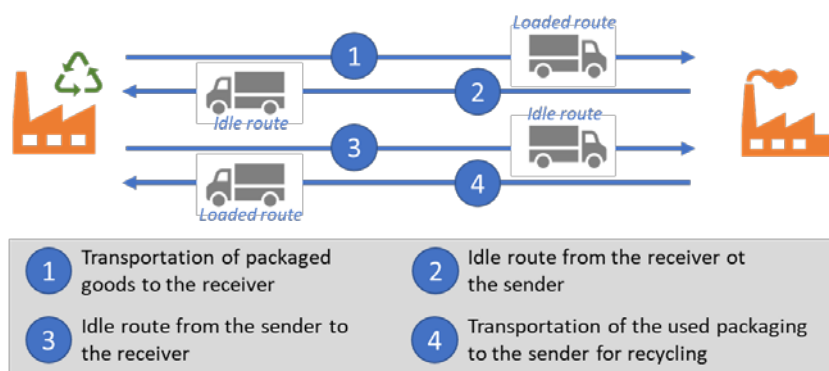 Loaded route
1
2
Idle route
Idle route
3
4
Loaded route
1 Transportation of packaged
goods to the receiver
2 Idle route from the receiver ot
the sender
3 Idle route from the sender to
the receiver
4 Transportation of the used packaging
to the sender for recycling